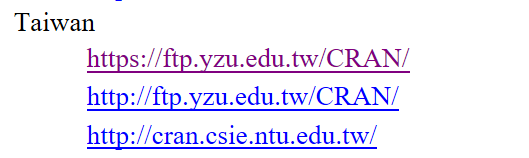 Taiwan
https://ftp.yzu.edu.tw/CRAN/
http://ftp.yzu.edu.tw/CRAN/
http://cran.csie.ntu.edu.tw/